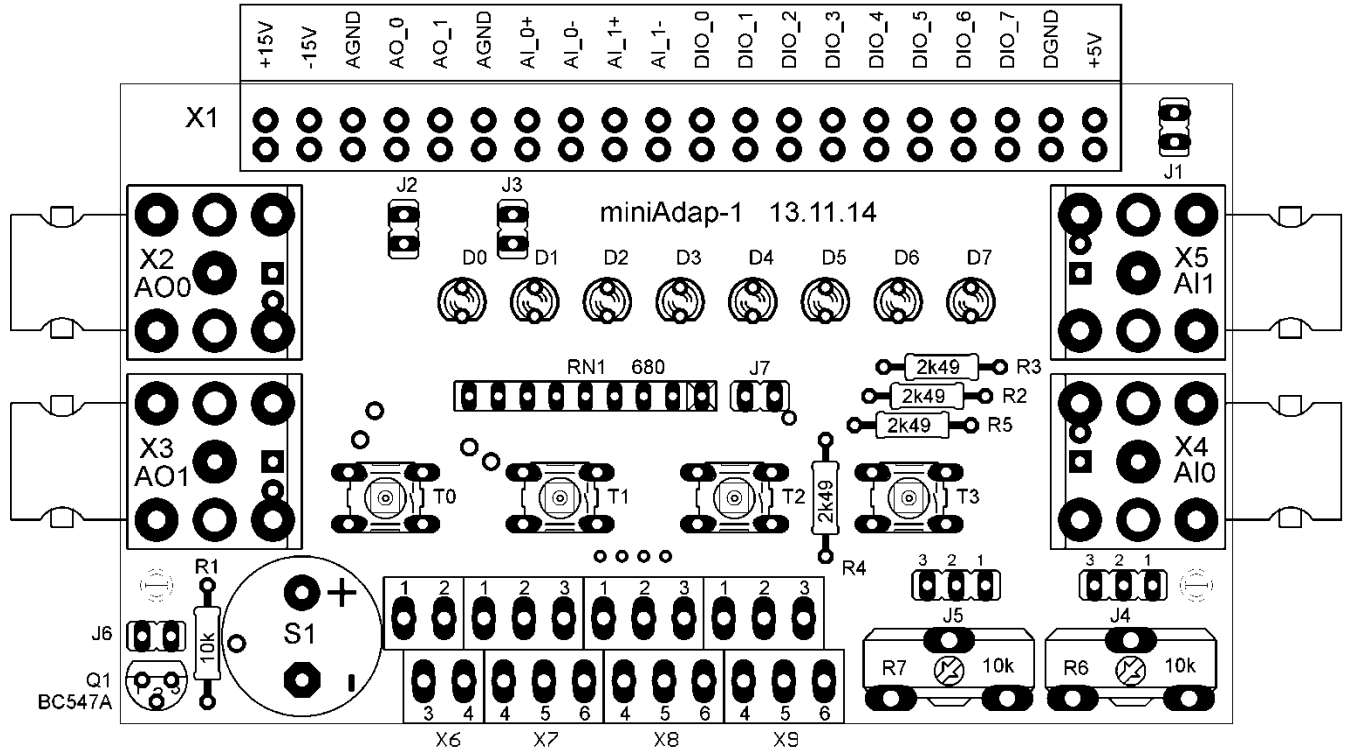 +15V -15V AGND AO_0 AO_1 AGND AI_0+ AI_0- AI_1+ AI_1- DIO_0 DIO_1 DIO_2 DIO_3 DIO_4 DIO_5 DIO_6 DIO_7 DGND +5V
X1
J1
J2 J3
miniAdap-1 13.11.14
X2
AO0
X5
AI1
D0 D1 D2 D3 D4 D5 D6 D7
RN1 680 J7
2k49 R3
2k49 R2
2k49 R5
X3
AO1
X4
AI0
T0 T1 T2 2k49 T3
R4
R1
3 2 1 3 2 1
J5 J4
1 2 1 2 3 1 2 3 1 2 3
J6
10k
S1
+
-
R7 10k R6 10k
Q1
BC547A
1 2 3
3 4 4 5 6 4 5 6 4 5 6
X6 X7 X8 X9